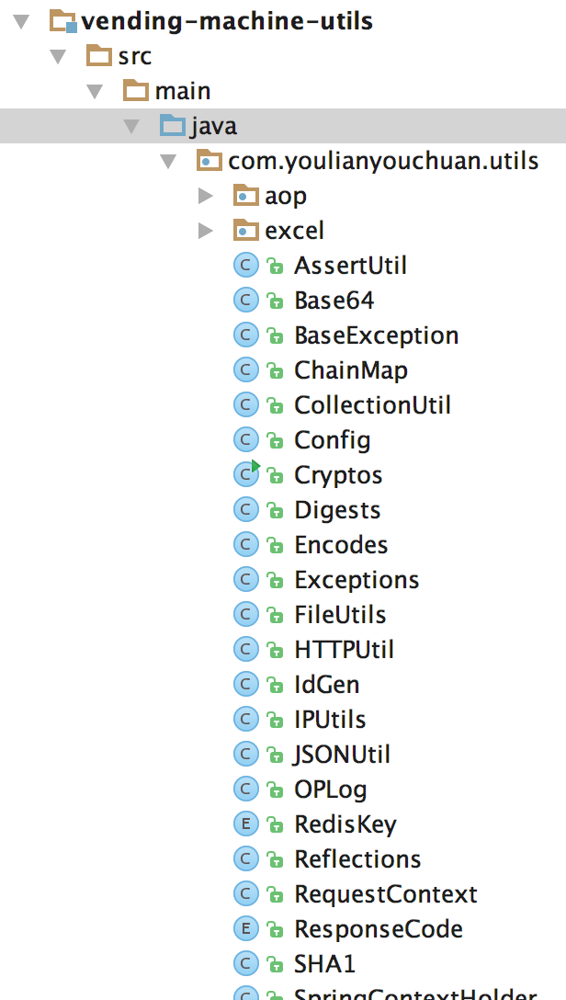 vending-machine-utils
src
main
java
com.youlianyouchuan.utils
aop
excel
C AssertUtil
C Base64
C BaseException
C ChainMap
C CollectionUtil
C Config
C Cryptos
C Digests
C Encodes
C Exceptions
C FileUtils
C HTTPUtil
C IdGen
C IPUtils
C JSONUtil
C OPLog
E RedisKey
C Reflections
C RequestContext
E ResponseCode
C SHA1
C SpringContextHolder